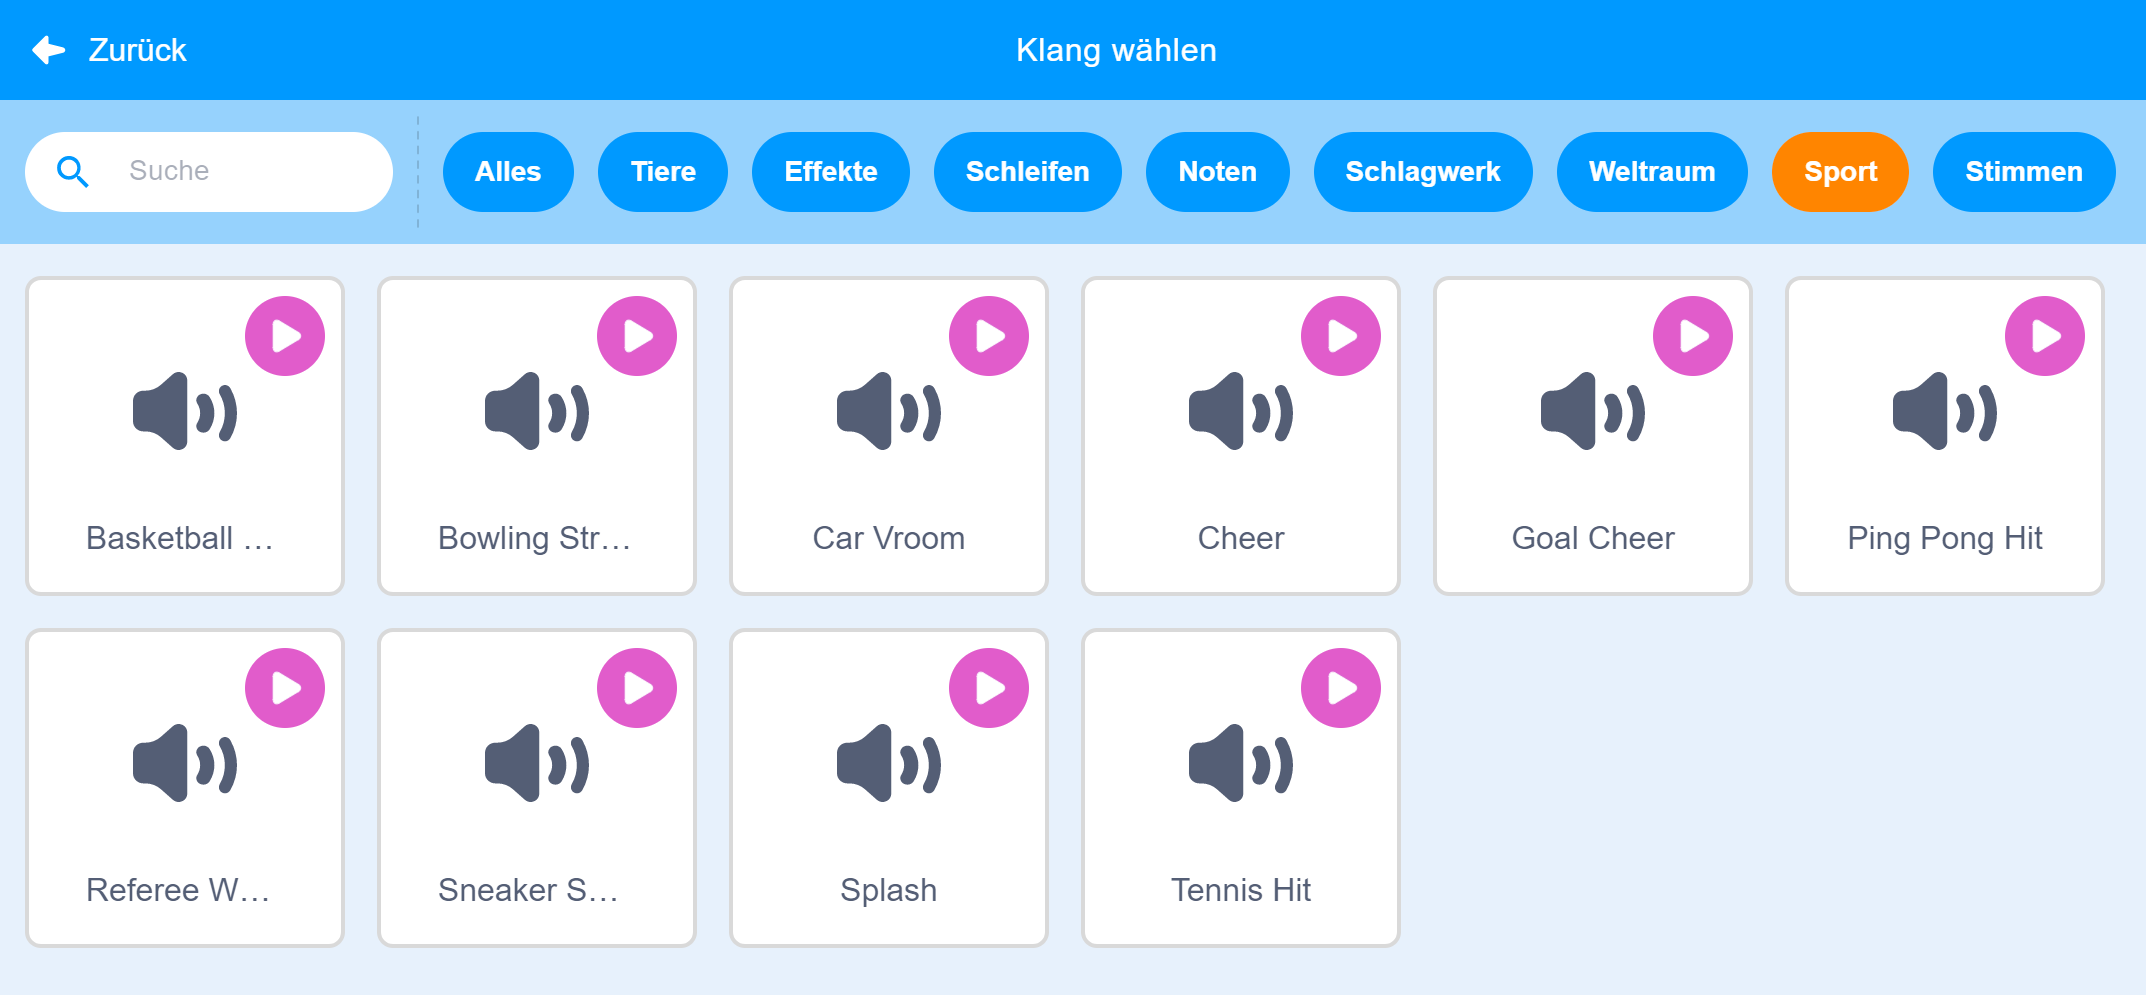 Zurück
Klang wählen
Suche
Alles
Tiere
Effekte
Schleifen
Noten
Schlagwerk
Weltraum
Sport
Stimmen
Basketball …
Bowling Str…
Car Vroom
Cheer
Goal Cheer
Ping Pong Hit
Referee W…
Sneaker S…
Splash
Tennis Hit